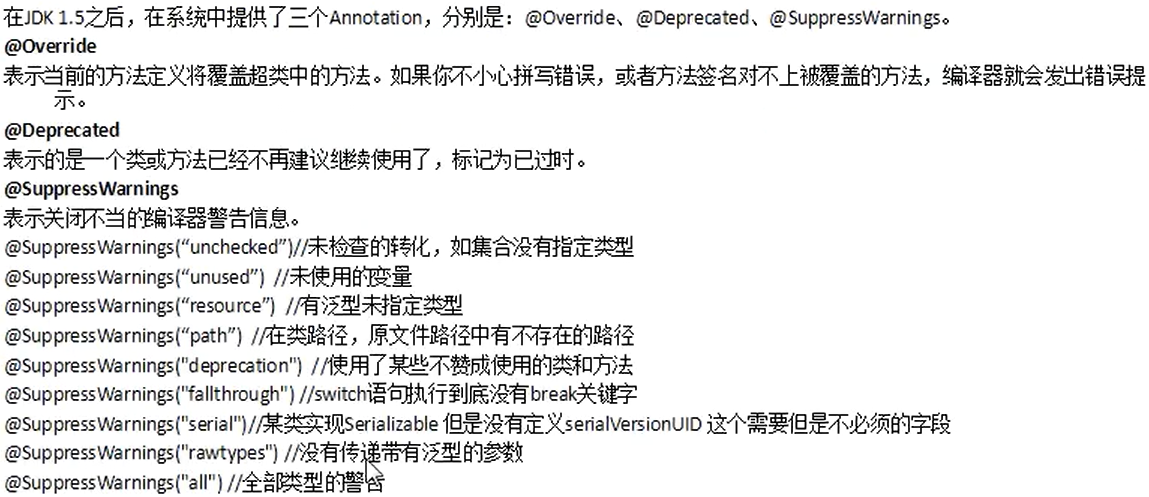 在JDK 1.5之后，在系统中提供了三个Annotation，分别是：@Override、@Deprecated、@SuppressWarnings。
@Override
表示当前的方法定义将覆盖超类中的方法。如果你不小心拼写错误，或者方法签名对不上被覆盖的方法，编译器就会发出错误提
示。
@Deprecated
表示的是一个类或方法已经不再建议继续使用了，标记为已过时。
@SuppressWarnings
表示关闭不当的编译器警告信息。
@SuppressWarnings(“unchecked”)//未检查的转化，如集合没有指定类型
@SuppressWarnings(“unused”) //未使用的变量
@SuppressWarnings(“resource”) //有泛型未指定类型
@SuppressWarnings(“path”) //在类路径，原文件路径中有不存在的路径
@SuppressWarnings("deprecation") //使用了某些不赞成使用的类和方法
@SuppressWarnings("fallthrough") //switch语句执行到底没有break关键字
@SuppressWarnings("serial")//某类实现Serializable 但是没有定义serialVersionUID 这个需要但是不必须的字段
@SuppressWarnings("rawtypes") //没有传递带有泛型的参数
@SuppressWarnings("all") //全部类型的警告